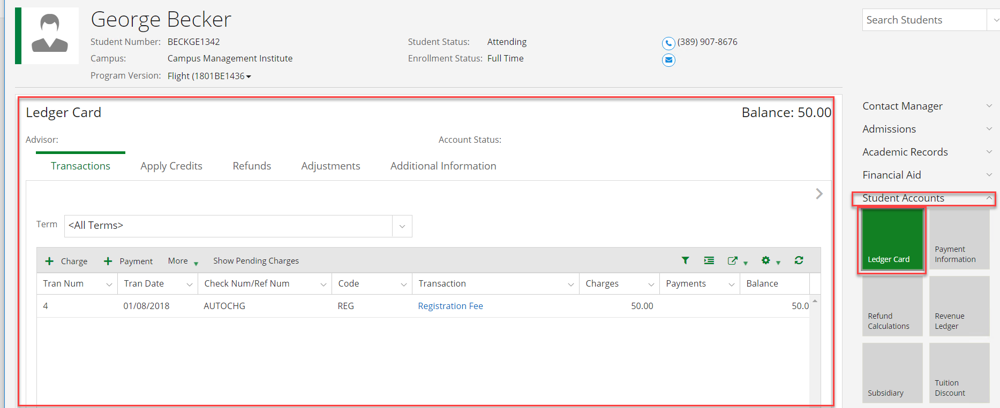 George Becker
Student Number: BECKGE1342
Student Status: Attending
(389) 907-8676
Campus: Campus Management Institute
Enrollment Status: Full Time
Program Version: Flight (1801BE1436
Search Students
Ledger Card
Balance: 50.00
Advisor:
Account Status:
Transactions Apply Credits Refunds Adjustments Additional Information
Term <All Terms>
Charge Payment More Show Pending Charges
Tran Num Tran Date Check Num/Ref Num Code Transaction Charges Payments Balance
4 01/08/2018 AUTOCHG REG Registration Fee 50.00 50.0
Contact Manager
Admissions
Academic Records
Financial Aid
Student Accounts
Ledger Card
Payment
Information
Refund
Calculations
Revenue
Ledger
Subsidiary
Tuition
Discount